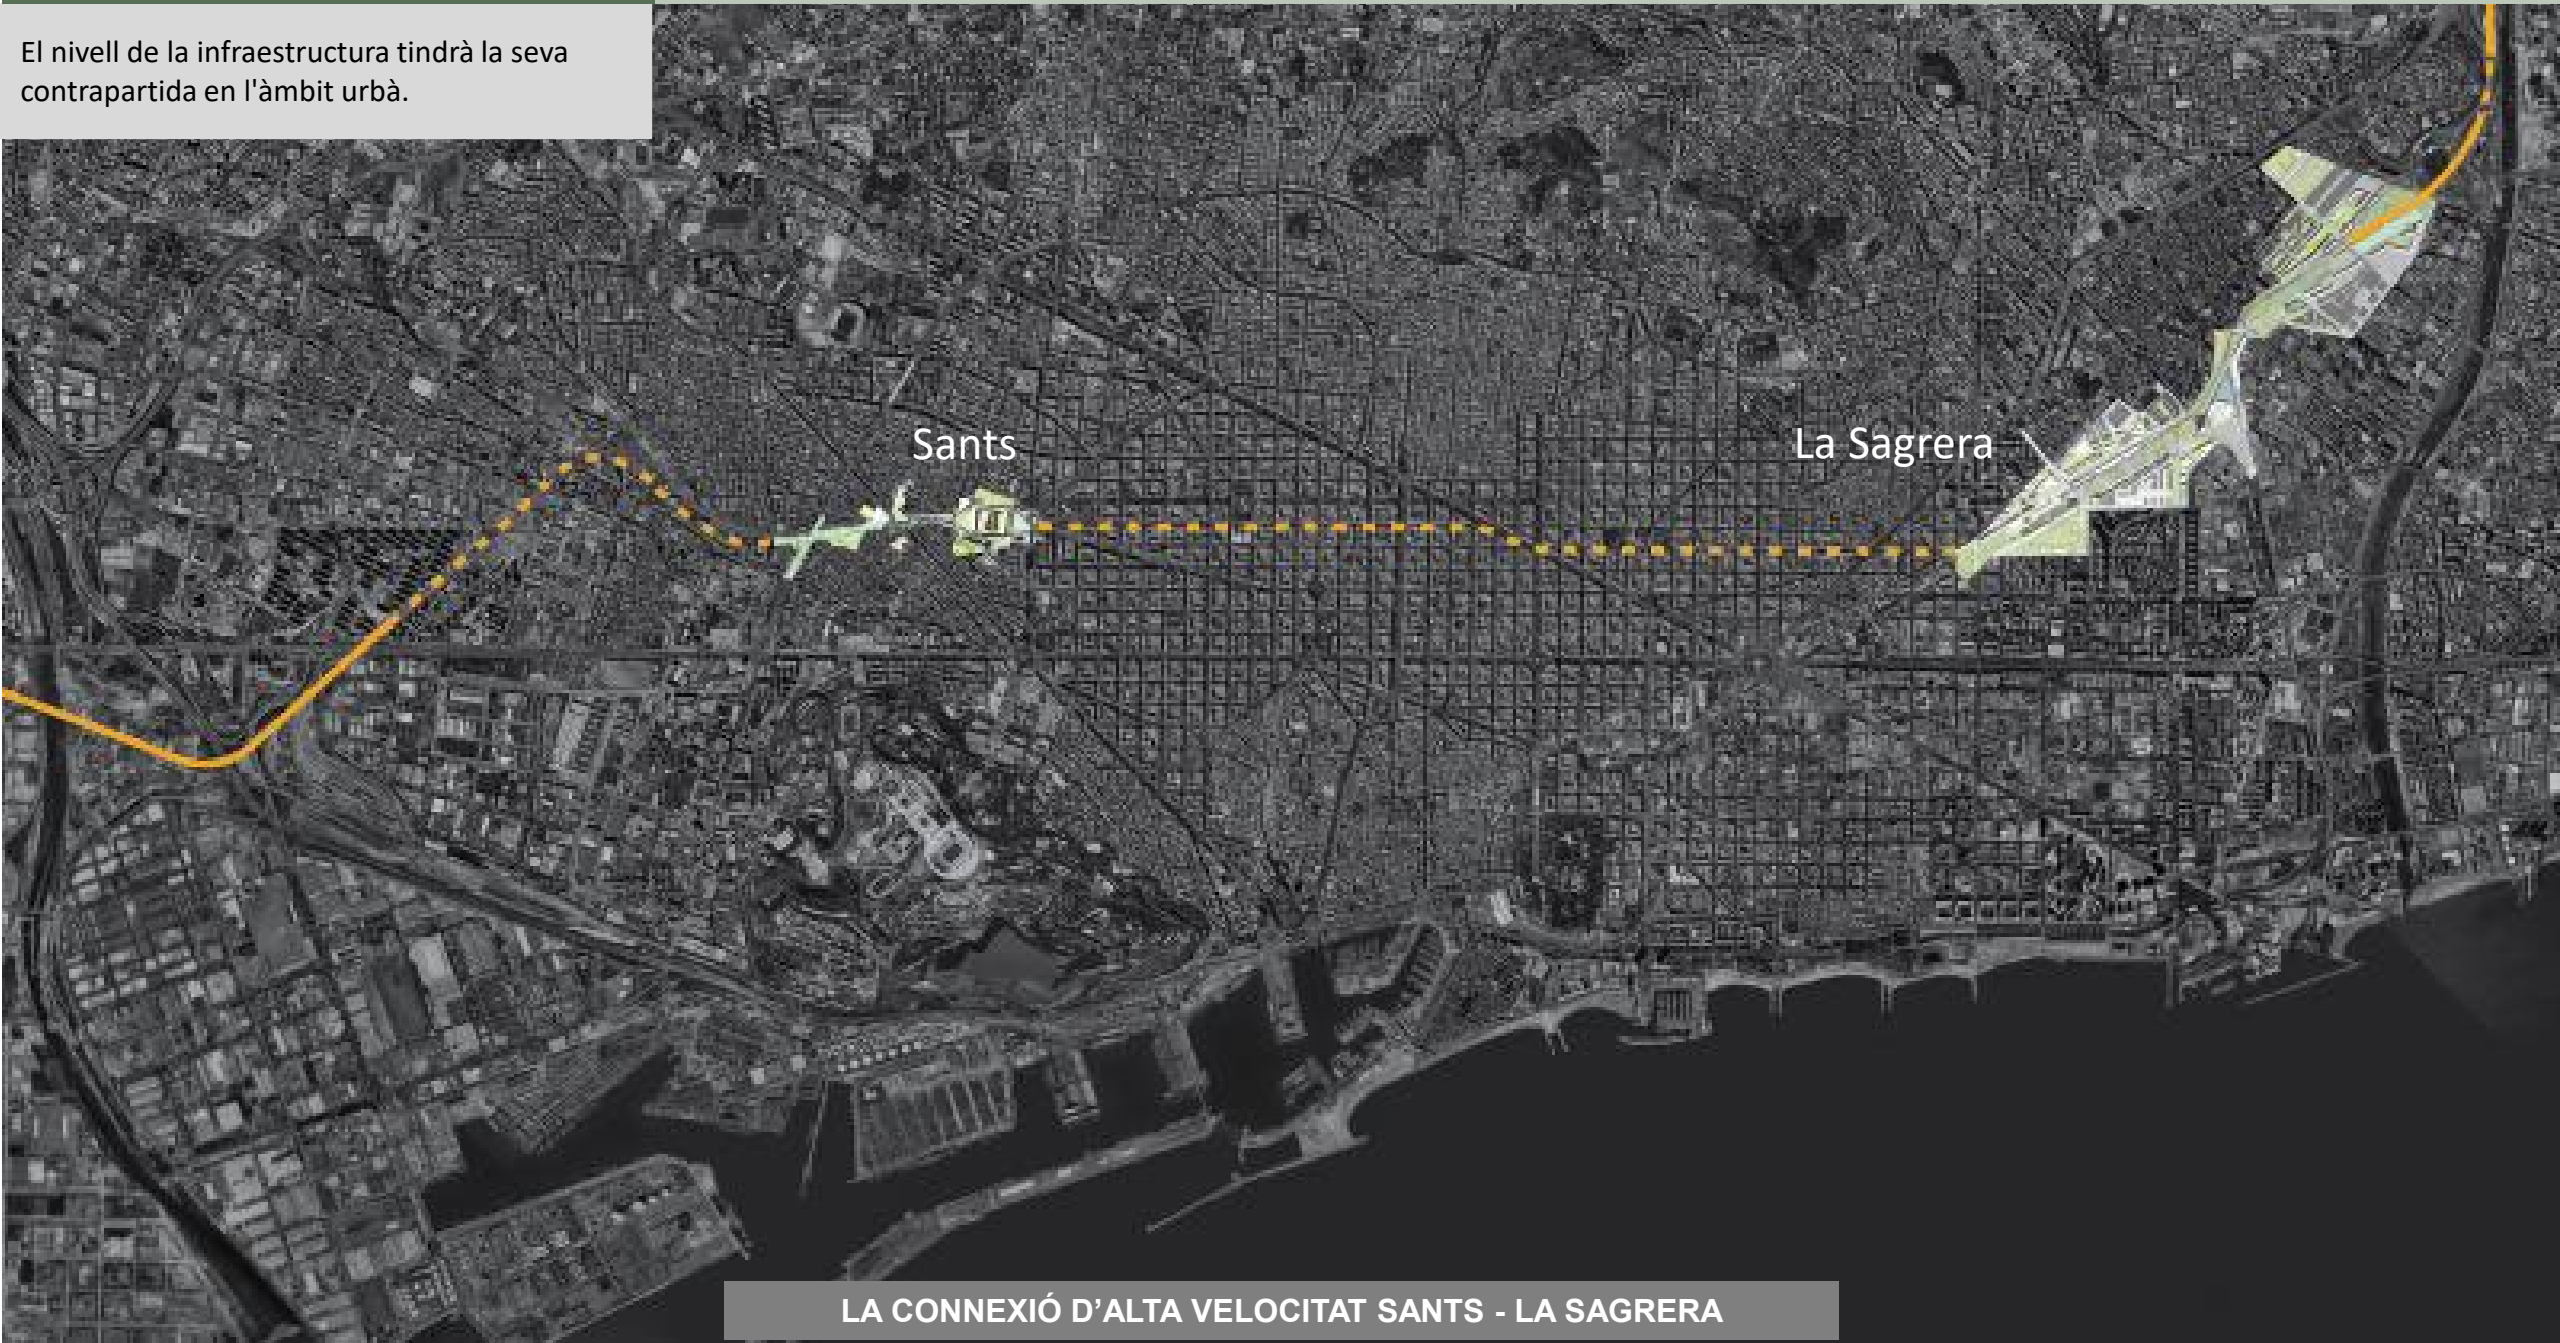 El nivell de la infraestructura tindrà la seva
contrapartida en l'àmbit urbà.
Sants
La Sagrera
LA CONNEXIÓ D’ALTA VELOCITAT SANTS - LA SAGRERA